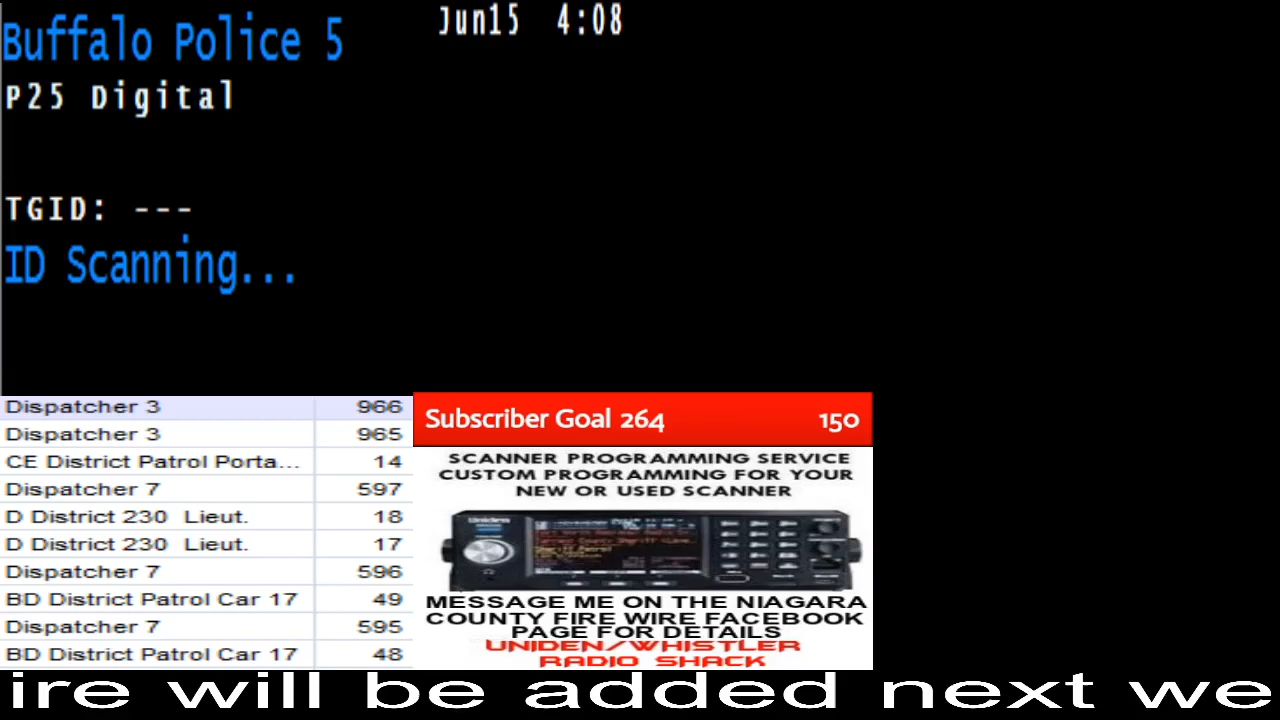 Buffalo Police 5
Jun15 4:08
P25 Digital
TGID: ---
ID Scanning...
Dispatcher 3 966
Dispatcher 3 965
CE District Patrol Porta... 14
Dispatcher 7 597
D District 230 Lieut. 18
D District 230 Lieut. 17
Dispatcher 7 596
BD District Patrol Car 17 49
Dispatcher 7 595
BD District Patrol Car 17 48
Subscriber Goal 264 150
SCANNER PROGRAMMING SERVICE
CUSTOM PROGRAMMING FOR YOUR
NEW OR USED SCANNER
Uniden
MESSAGE ME ON THE NIAGARA
COUNTY FIRE WIRE FACEBOOK
PAGE FOR DETAILS
UNIDEN/WHISTLER
RADIO SHACK
ire will be added next we